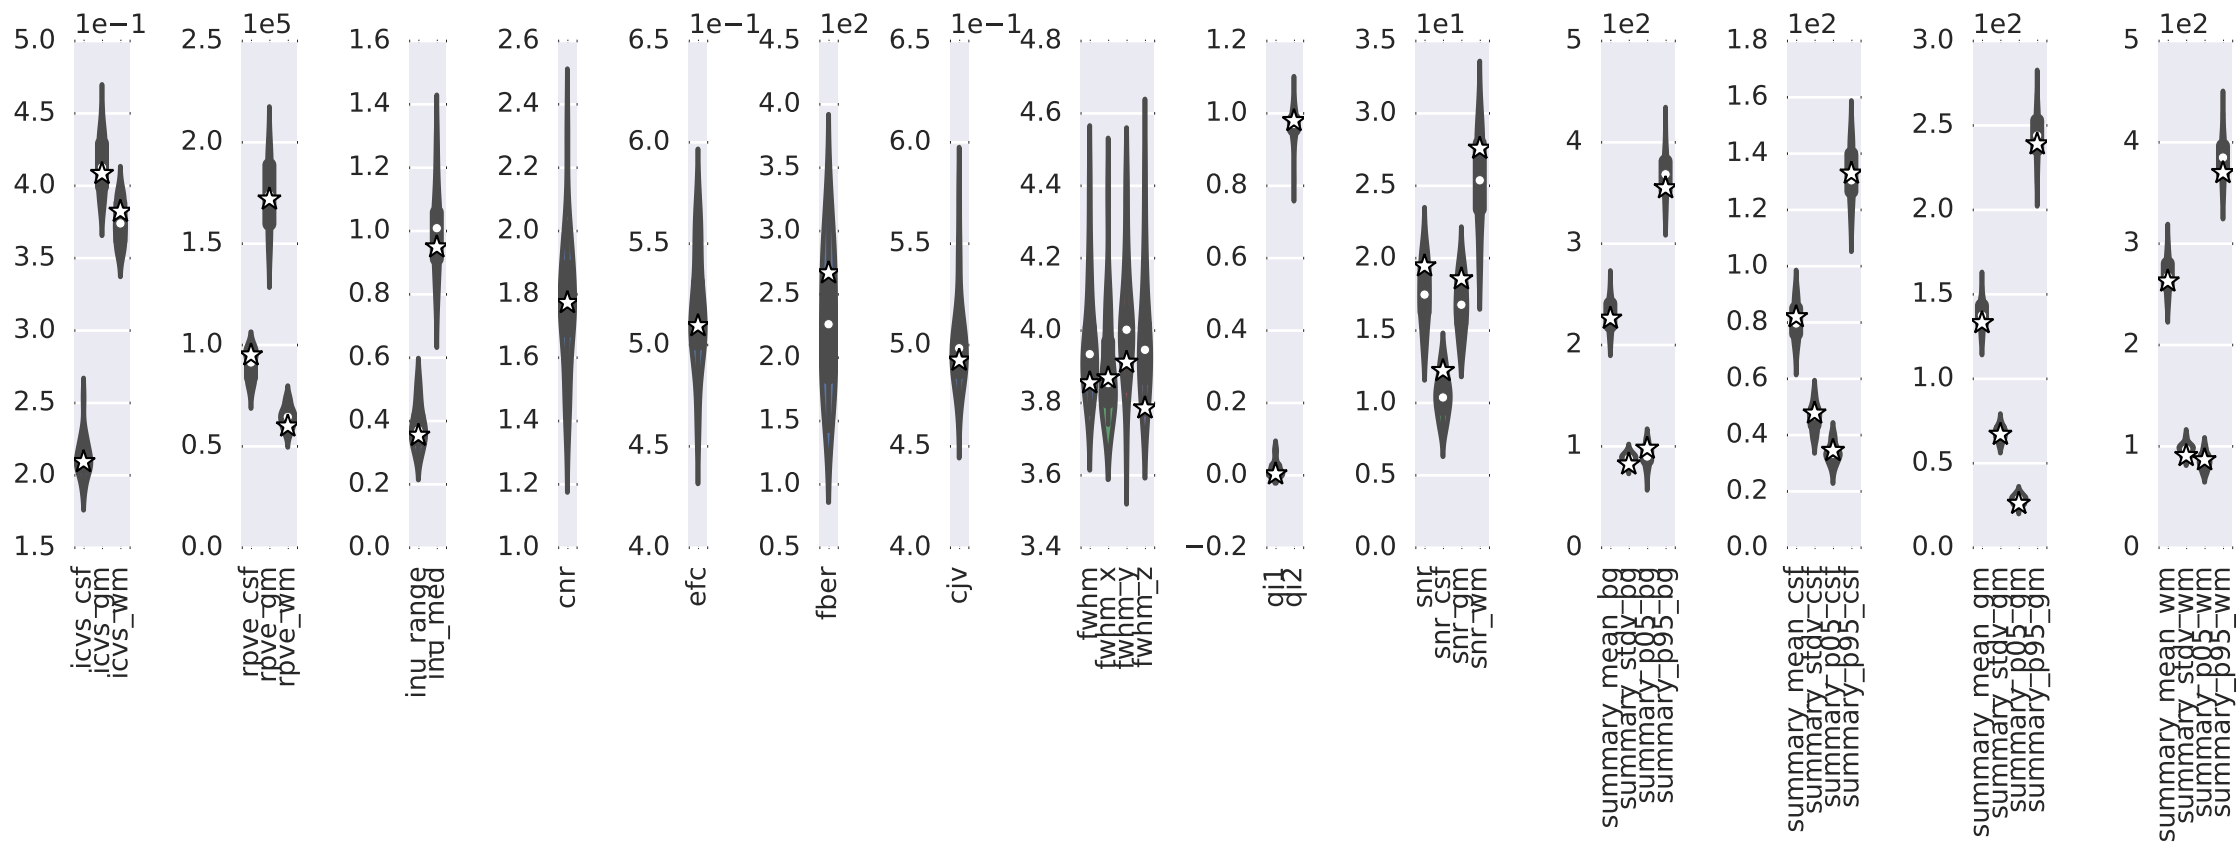 1e−1
5.0
4.5
4.0
3.5
3.0
2.5
2.0
1.5
icvs_csf
icvs_gm
icvs_wm
1e5
2.5
2.0
1.5
1.0
0.5
0.0
rpve_csf
rpve_gm
rpve_wm
1.6
1.4
1.2
1.0
0.8
0.6
0.4
0.2
0.0
inu_range
inu_med
2.6
2.4
2.2
2.0
1.8
1.6
1.4
1.2
1.0
cnr
1e−1
6.5
6.0
5.5
5.0
4.5
4.0
efc
1e2
4.5
4.0
3.5
3.0
2.5
2.0
1.5
1.0
0.5
fber
1e−1
6.5
6.0
5.5
5.0
4.5
4.0
cjv
4.8
4.6
4.4
4.2
4.0
3.8
3.6
3.4
fwhm
fwhm_x
fwhm_y
fwhm_z
1.2
1.0
0.8
0.6
0.4
0.2
0.0
−0.2
qi1
qi2
1e1
3.5
3.0
2.5
2.0
1.5
1.0
0.5
0.0
snr
snr_csf
snr_gm
snr_wm
1e2
5
4
3
2
1
0
summary_mean_bg
summary_stdv_bg
summary_p05_bg
summary_p95_bg
1e2
1.8
1.6
1.4
1.2
1.0
0.8
0.6
0.4
0.2
0.0
summary_mean_csf
summary_stdv_csf
summary_p05_csf
summary_p95_csf
1e2
3.0
2.5
2.0
1.5
1.0
0.5
0.0
summary_mean_gm
summary_stdv_gm
summary_p05_gm
summary_p95_gm
1e2
5
4
3
2
1
0
summary_mean_wm
summary_stdv_wm
summary_p05_wm
summary_p95_wm